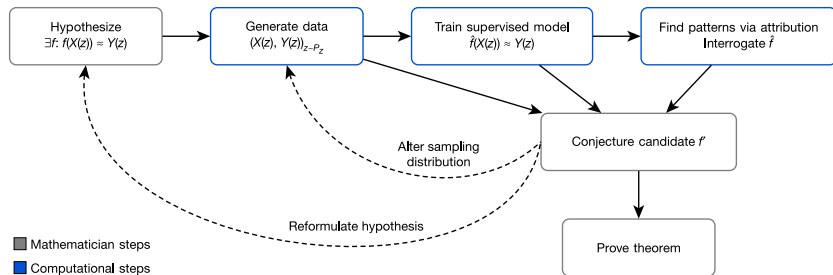 Hypothesize
∃f: f(X(z)) ≈ Y(z)
Generate data
(X(z), Y(z))z~Pz
Train supervised model
f̂(X(z)) ≈ Y(z)
Find patterns via attribution
Interrogate f̂
Alter sampling
distribution
Conjecture candidate f′
Reformulate hypothesis
Prove theorem
Mathematician steps
Computational steps